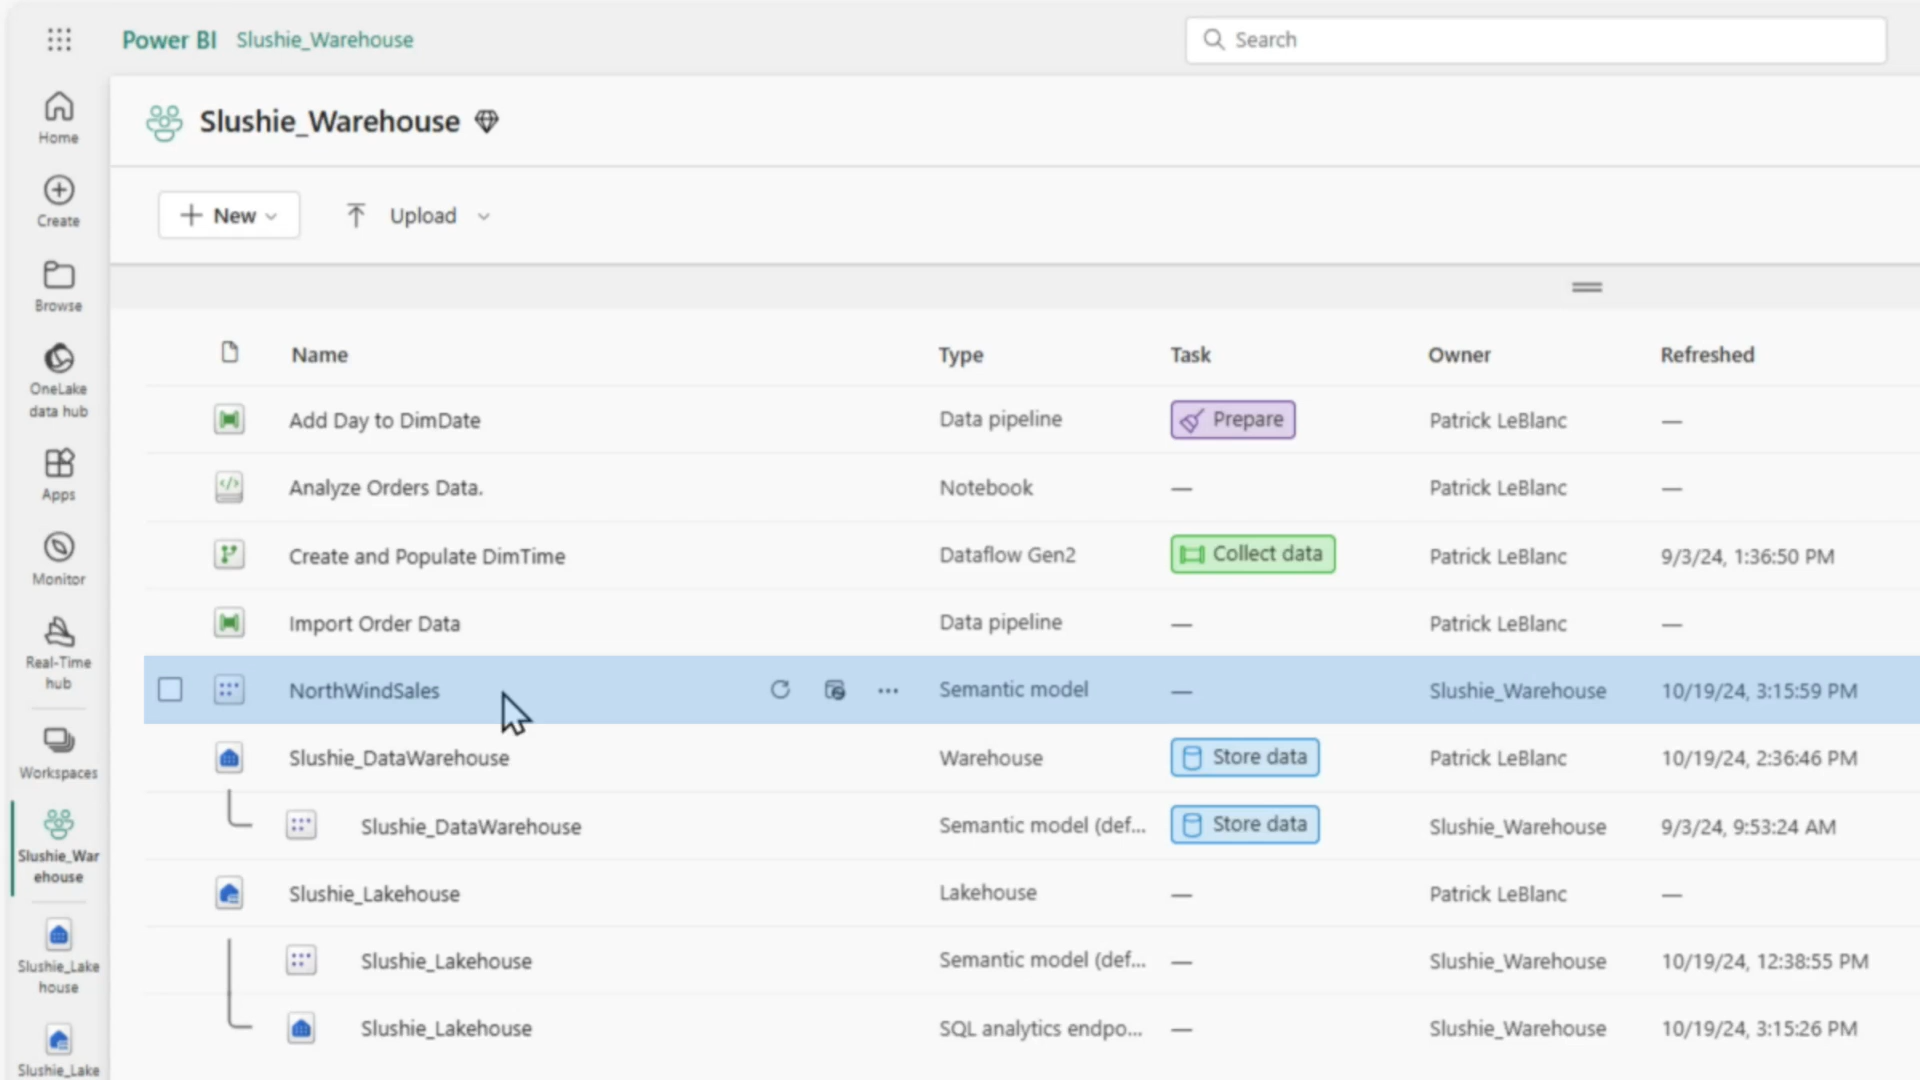 Power BI Slushie_Warehouse
Search
Slushie_Warehouse
New
Upload
Home
Create
Browse
OneLake
data hub
Apps
Monitor
Real-Time
hub
Workspaces
Slushie_War
ehouse
Slushie_Lake
house
Slushie_Lake
Name Type Task Owner Refreshed
Add Day to DimDate Data pipeline Prepare Patrick LeBlanc —
Analyze Orders Data. Notebook — Patrick LeBlanc —
Create and Populate DimTime Dataflow Gen2 Collect data Patrick LeBlanc 9/3/24, 1:36:50 PM
Import Order Data Data pipeline — Patrick LeBlanc —
NorthWindSales ... Semantic model — Slushie_Warehouse 10/19/24, 3:15:59 PM
Slushie_DataWarehouse Warehouse Store data Patrick LeBlanc 10/19/24, 2:36:46 PM
Slushie_DataWarehouse Semantic model (def... Store data Slushie_Warehouse 9/3/24, 9:53:24 AM
Slushie_Lakehouse Lakehouse — Patrick LeBlanc —
Slushie_Lakehouse Semantic model (def... — Slushie_Warehouse 10/19/24, 12:38:55 PM
Slushie_Lakehouse SQL analytics endpo... — Slushie_Warehouse 10/19/24, 3:15:26 PM